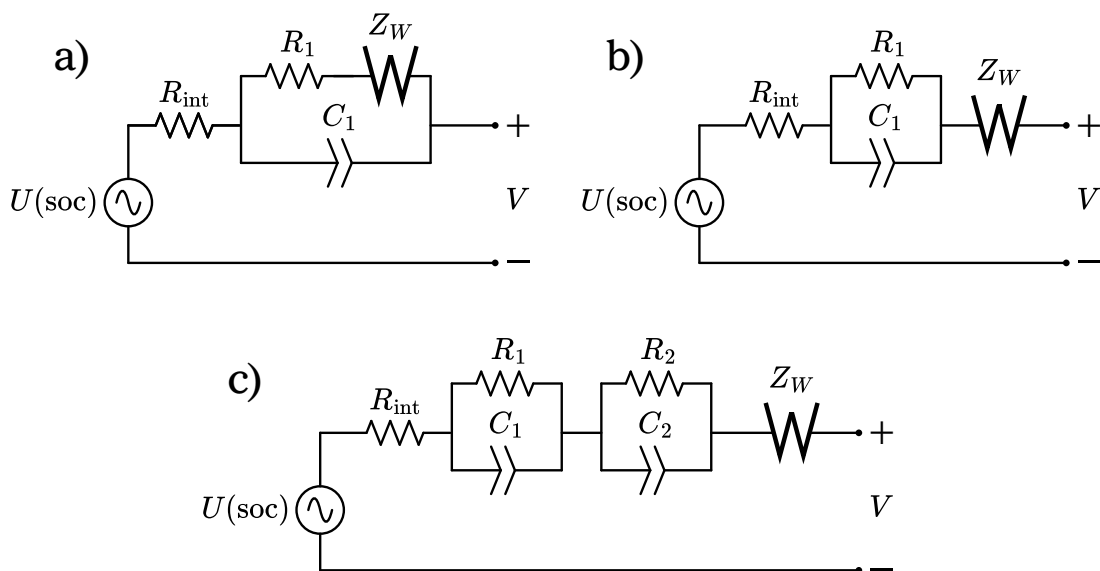 a)
Z_W
R_1
R_int
C_1
+
U(soc)
V
−
b)
R_1
Z_W
R_int
C_1
+
U(soc)
V
−
c)
R_1
R_2
Z_W
R_int
C_1
C_2
+
U(soc)
V
−